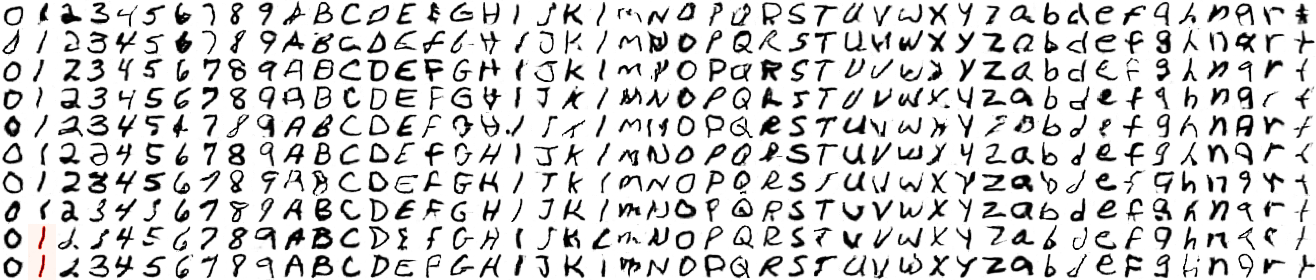 0 1 2 3 4 5 6 7 8 9 A B C D E F G H I J K l m N O P Q R S T U V W X Y Z a b d e f g h n q r t
0 1 2 3 4 5 6 7 8 9 A B C D E F G H I J K l m N O P Q R S T U V W X Y Z a b d e f g h n q r t
0 1 2 3 4 5 6 7 8 9 A B C D E F G H I J K l m N O P Q R S T U V W X Y Z a b d e f g h n q r t
0 1 2 3 4 5 6 7 8 9 A B C D E F G H I J K l M N O P Q R S T U V W X Y Z a b d e f g h n q r t
0 1 2 3 4 5 6 7 8 9 A B C D E F G H I J K l M N O P Q R S T U V W X Y Z a b d e f g h n q r t
0 1 2 3 4 5 6 7 8 9 A B C D E F G H I J K l m N O P Q R S T U V W X Y Z a b d e f g h n q r t
0 1 2 3 4 5 6 7 8 9 A B C D E F G H I J K l m N O P Q R S T U V W X Y Z a b d e f g h n q r t
0 1 2 3 4 5 6 7 8 9 A B C D E F G H I J K l m N O P Q R S T U V W X Y Z a b d e f g h n q r t
0 1 2 3 4 5 6 7 8 9 A B C D E F G H I J K L m N O P Q R S T U V W X Y Z a b d e f g h n q r t
0 1 2 3 4 5 6 7 8 9 A B C D E F G H I J K l m N O P Q R S T U V W X Y Z a b d e f g h n q r t